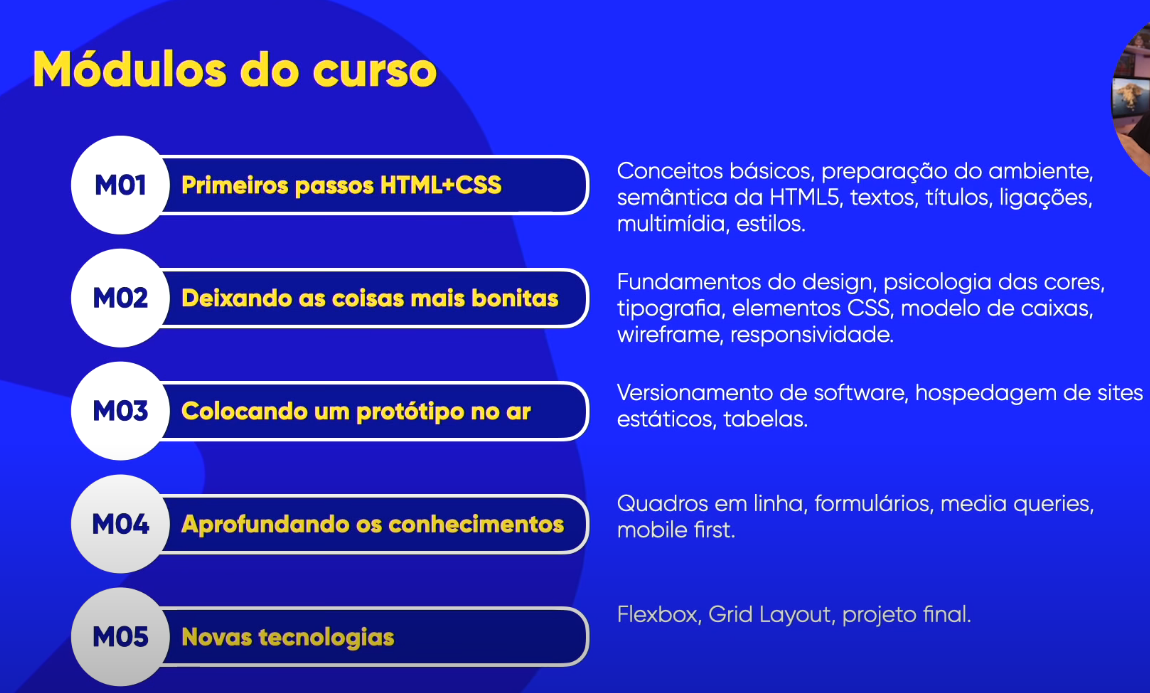 Módulos do curso
M01
Primeiros passos HTML+CSS
Conceitos básicos, preparação do ambiente,
semântica da HTML5, textos, títulos, ligações,
multimídia, estilos.
M02
Deixando as coisas mais bonitas
Fundamentos do design, psicologia das cores,
tipografia, elementos CSS, modelo de caixas,
wireframe, responsividade.
M03
Colocando um protótipo no ar
Versionamento de software, hospedagem de sites
estáticos, tabelas.
M04
Aprofundando os conhecimentos
Quadros em linha, formulários, media queries,
mobile first.
M05
Novas tecnologias
Flexbox, Grid Layout, projeto final.